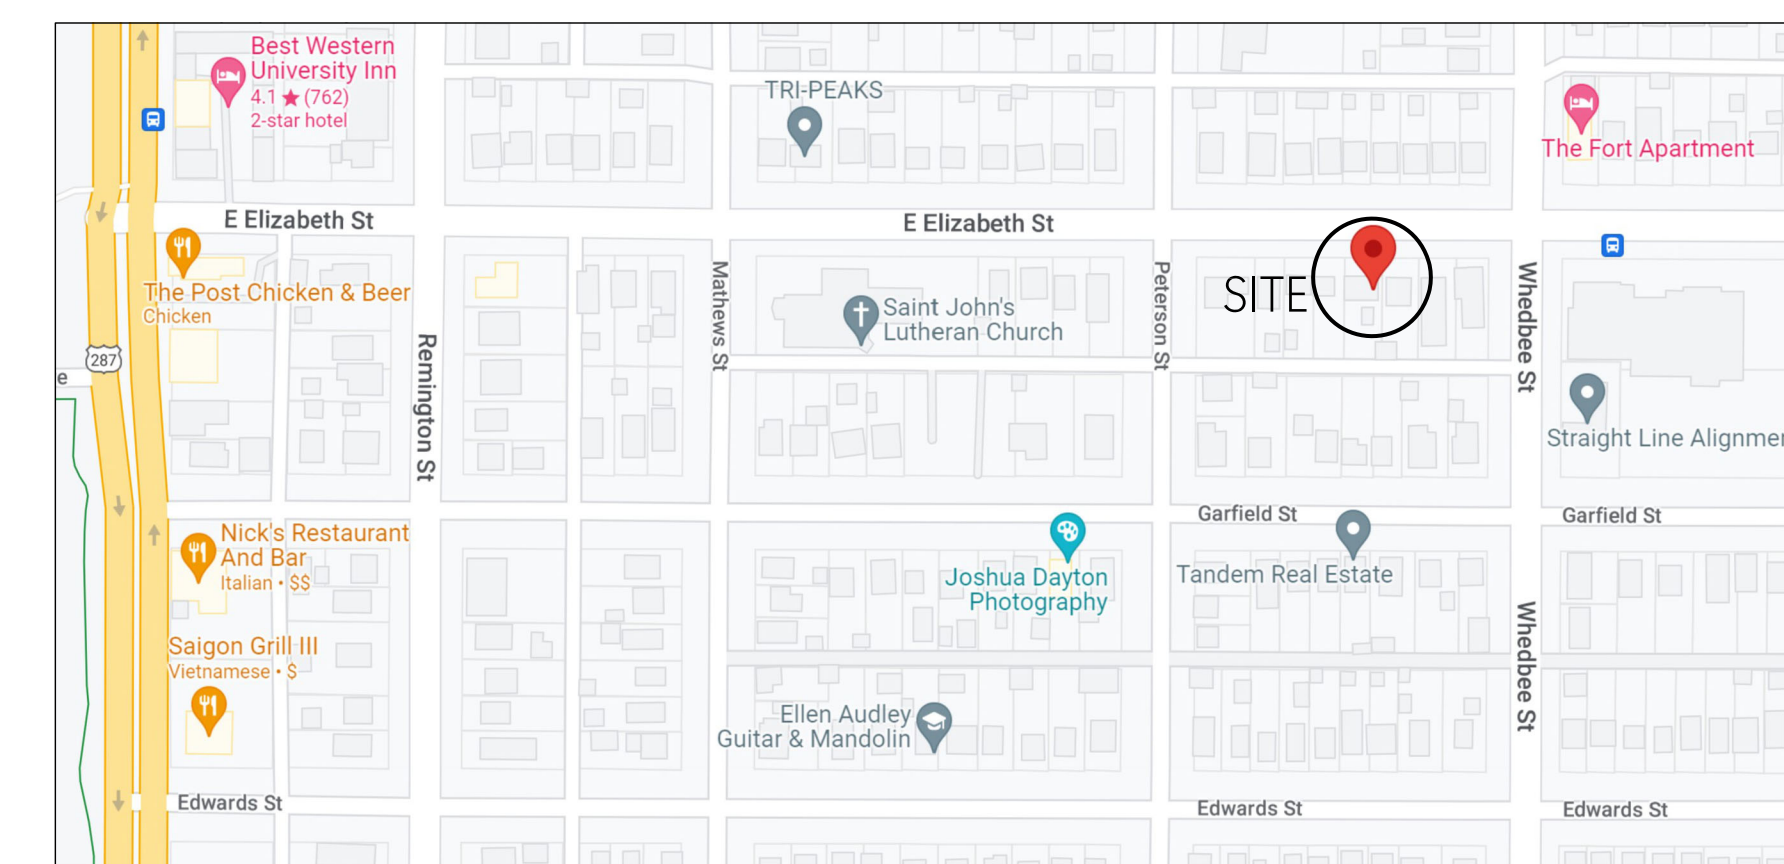 Best Western
University Inn
4.1 ★ (762)
2-star hotel
TRI-PEAKS
The Fort Apartment
E Elizabeth St
E Elizabeth St
The Post Chicken & Beer
Chicken
287
e
Remington St
Mathews St
Saint John's
Lutheran Church
Peterson St
SITE
Whedbee St
Straight Line Alignmen
Garfield St
Garfield St
Nick's Restaurant
And Bar
Italian • $$
Joshua Dayton
Photography
Tandem Real Estate
Saigon Grill III
Vietnamese • $
Whedbee St
Ellen Audley
Guitar & Mandolin
Edwards St
Edwards St
Edwards St